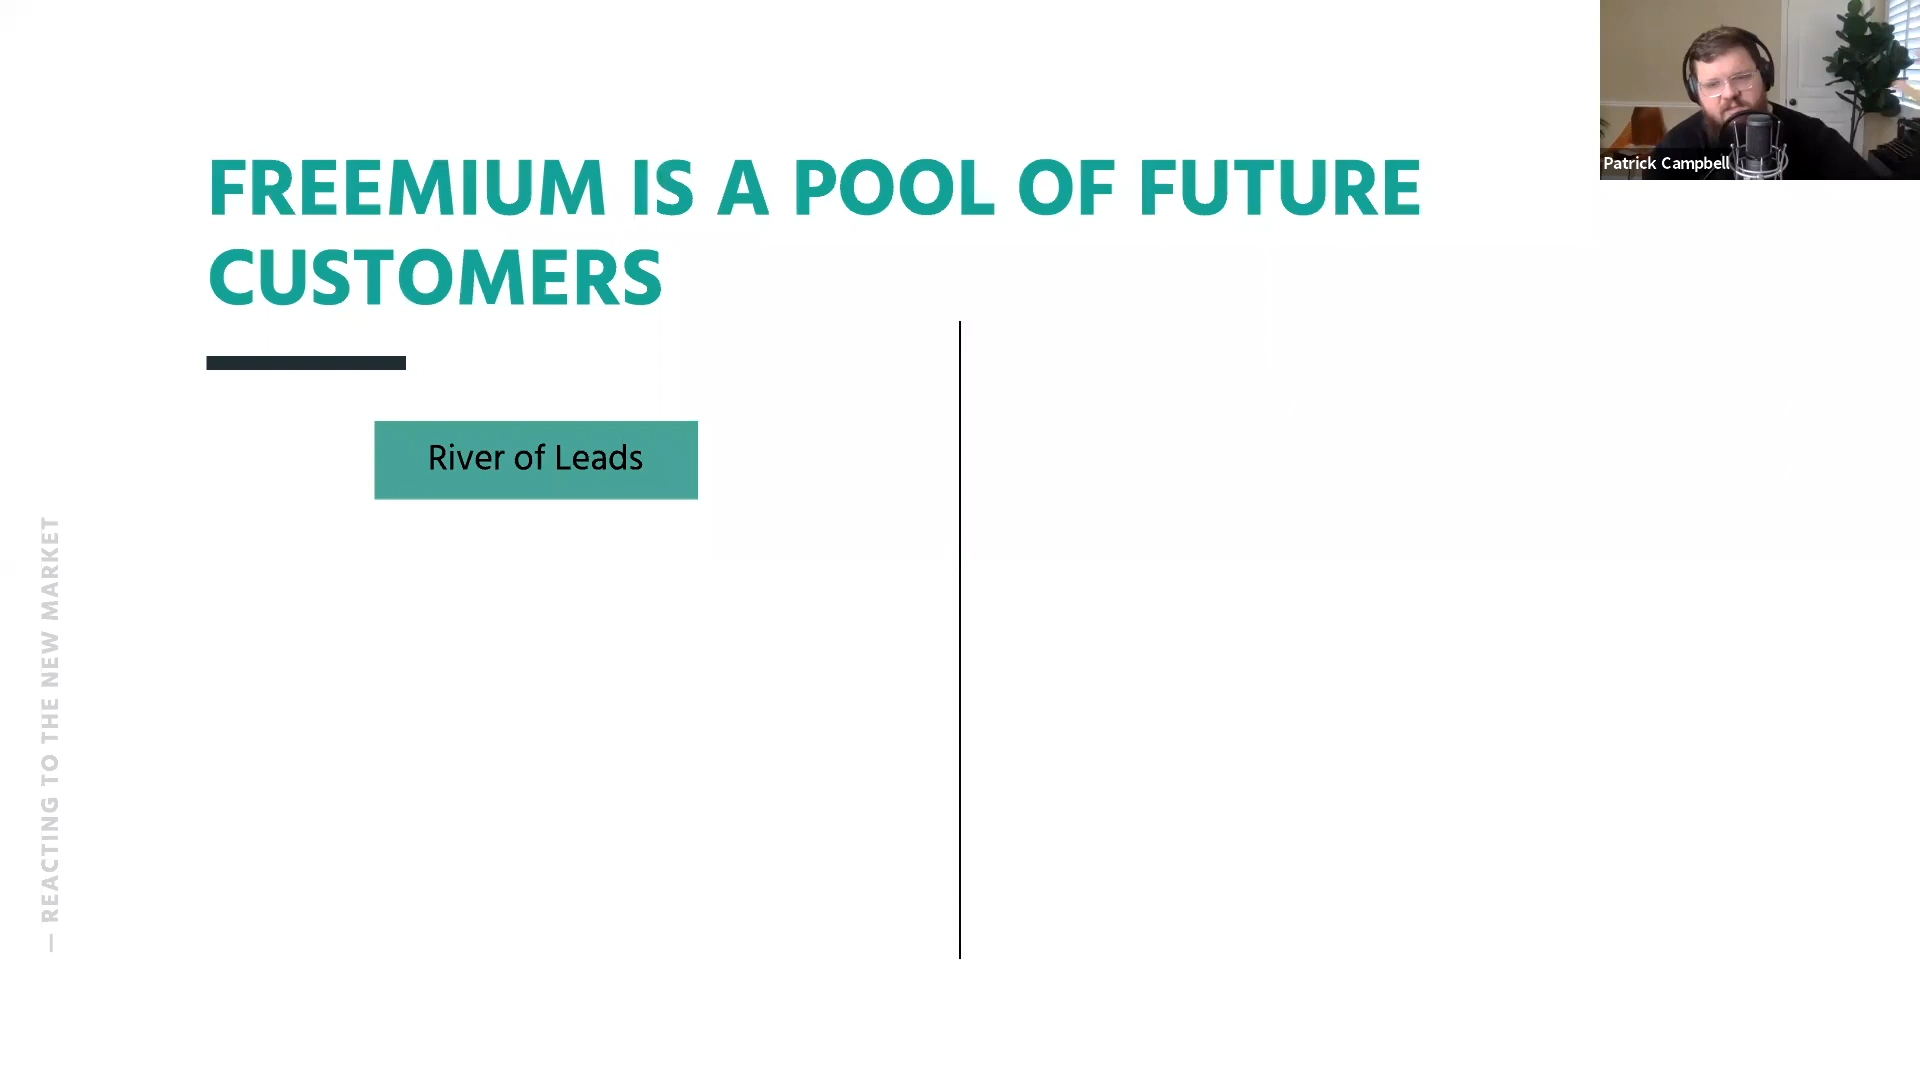 FREEMIUM IS A POOL OF FUTURE
CUSTOMERS
River of Leads
— REACTING TO THE NEW MARKET
Patrick Campbell